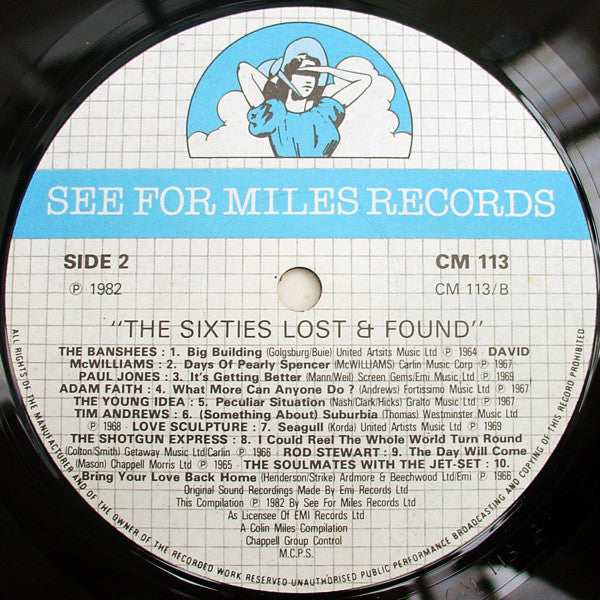 SEE FOR MILES RECORDS
SIDE 2
CM 113
℗ 1982
CM 113/B
"THE SIXTIES LOST & FOUND"
THE BANSHEES : 1. Big Building (Golgsburg/Buie) United Artsits Music Ltd ℗ 1964 DAVID
McWILLIAMS : 2. Days Of Pearly Spencer (McWILLIAMS) Carlin Music Corp ℗ 1967
PAUL JONES : 3. It's Getting Better (Mann/Weil) Screen Gems/Emi Music Ltd ℗ 1969
ADAM FAITH : 4. What More Can Anyone Do ? (Andrews) Fortissimo Music Ltd ℗ 1967
THE YOUNG IDEA : 5. Peculiar Situation (Nash/Clark/Hicks) Gralto Music Ltd ℗ 1967
TIM ANDREWS : 6. (Something About) Suburbia (Thomas) Westminster Music Ltd
℗ 1968 LOVE SCULPTURE : 7. Seagull (Korda) United Artists Music Ltd ℗ 1969
THE SHOTGUN EXPRESS : 8. I Could Reel The Whole World Turn Round
(Colton/Smith) Getaway Music Ltd/Carlin ℗ 1966 ROD STEWART : 9. The Day Will Come
(Mason) Chappell Morris Ltd ℗ 1965 THE SOULMATES WITH THE JET-SET : 10.
Bring Your Love Back Home (Henderson/Strike) Ardmore & Beechwood Ltd/Emi ℗ 1966
Original Sound Recordings Made By Emi Records Ltd
This Compilation ℗ 1982 By See For Miles Records Ltd
As Licensee Of EMI Records Ltd
A Colin Miles Compilation
Chappell Group Control
M.C.P.S.
ALL RIGHTS OF THE MANUFACTURER AND OF THE OWNER OF THE RECORDED WORK RESERVED UNAUTHORISED PUBLIC PERFORMANCE BROADCASTING AND COPYING OF THIS RECORD PROHIBITED